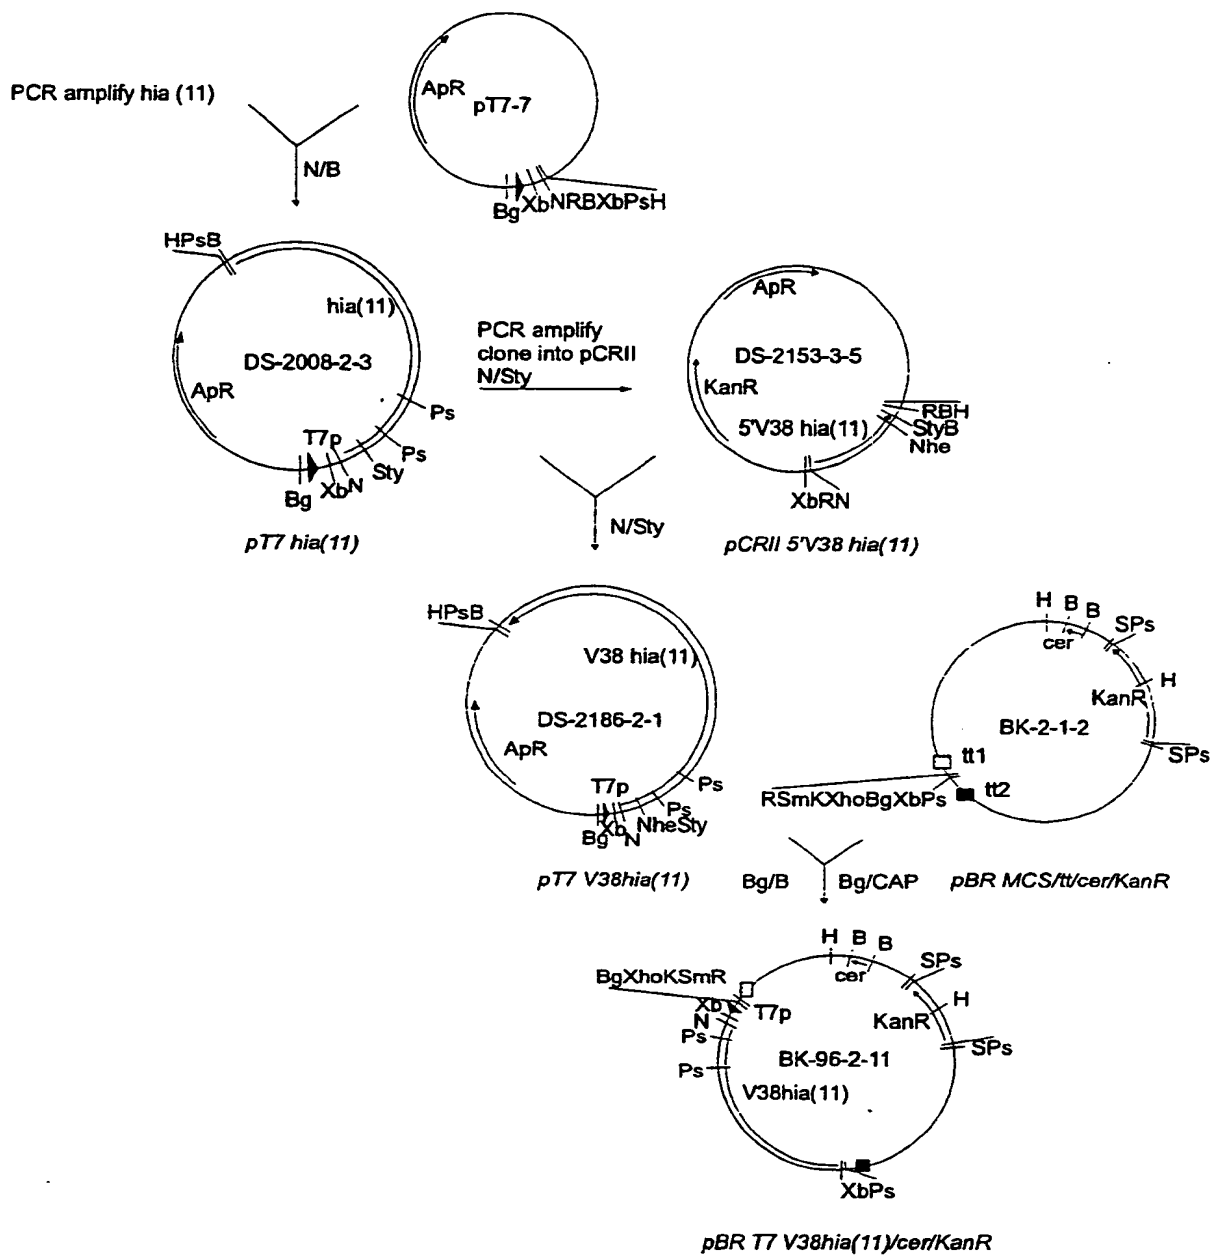 PCR amplify hia (11)
ApR
pT7-7
N/B
Bg
Xb
NRBXbPsH
HPsB
hia(11)
DS-2008-2-3
ApR
Ps
Ps
T7p
Sty
N
Xb
Bg
pT7 hia(11)
PCR amplify
clone into pCRII
N/Sty
ApR
DS-2153-3-5
KanR
RBH
5'V38 hia(11)
StyB
Nhe
XbRN
pCRII 5'V38 hia(11)
N/Sty
HPsB
V38 hia(11)
DS-2186-2-1
ApR
T7p
Ps
Ps
NheSty
Xb
N
Bg
pT7 V38hia(11)
H
B
B
SPs
cer
H
KanR
BK-2-1-2
SPs
tt1
RSmKXhoBgXbPs
tt2
Bg/B
Bg/CAP
pBR MCS/tt/cer/KanR
H
B
B
SPs
BgXhoKSmR
cer
H
Xb
T7p
KanR
N
Ps
SPs
BK-96-2-11
Ps
V38hia(11)
XbPs
pBR T7 V38hia(11)/cer/KanR